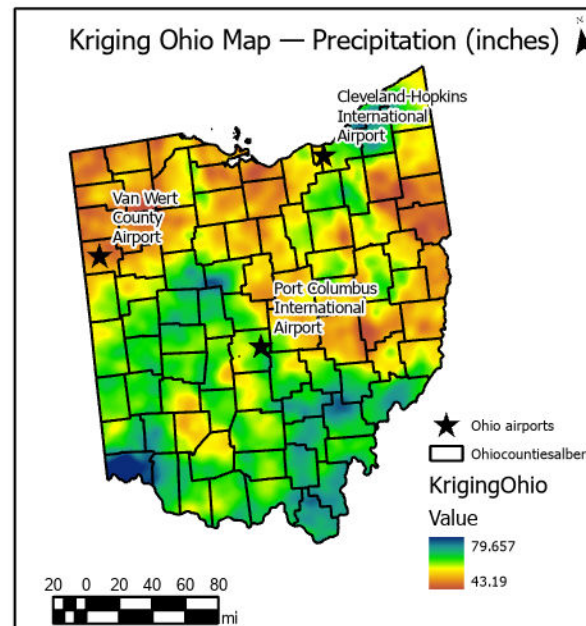 Kriging Ohio Map — Precipitation (inches)
Cleveland-Hopkins
International
Airport
Van Wert
County
Airport
Port Columbus
International
Airport
Ohio airports
Ohiocountiesalber
KrigingOhio
Value
79.657
43.19
20 0 20 40 60 80
mi